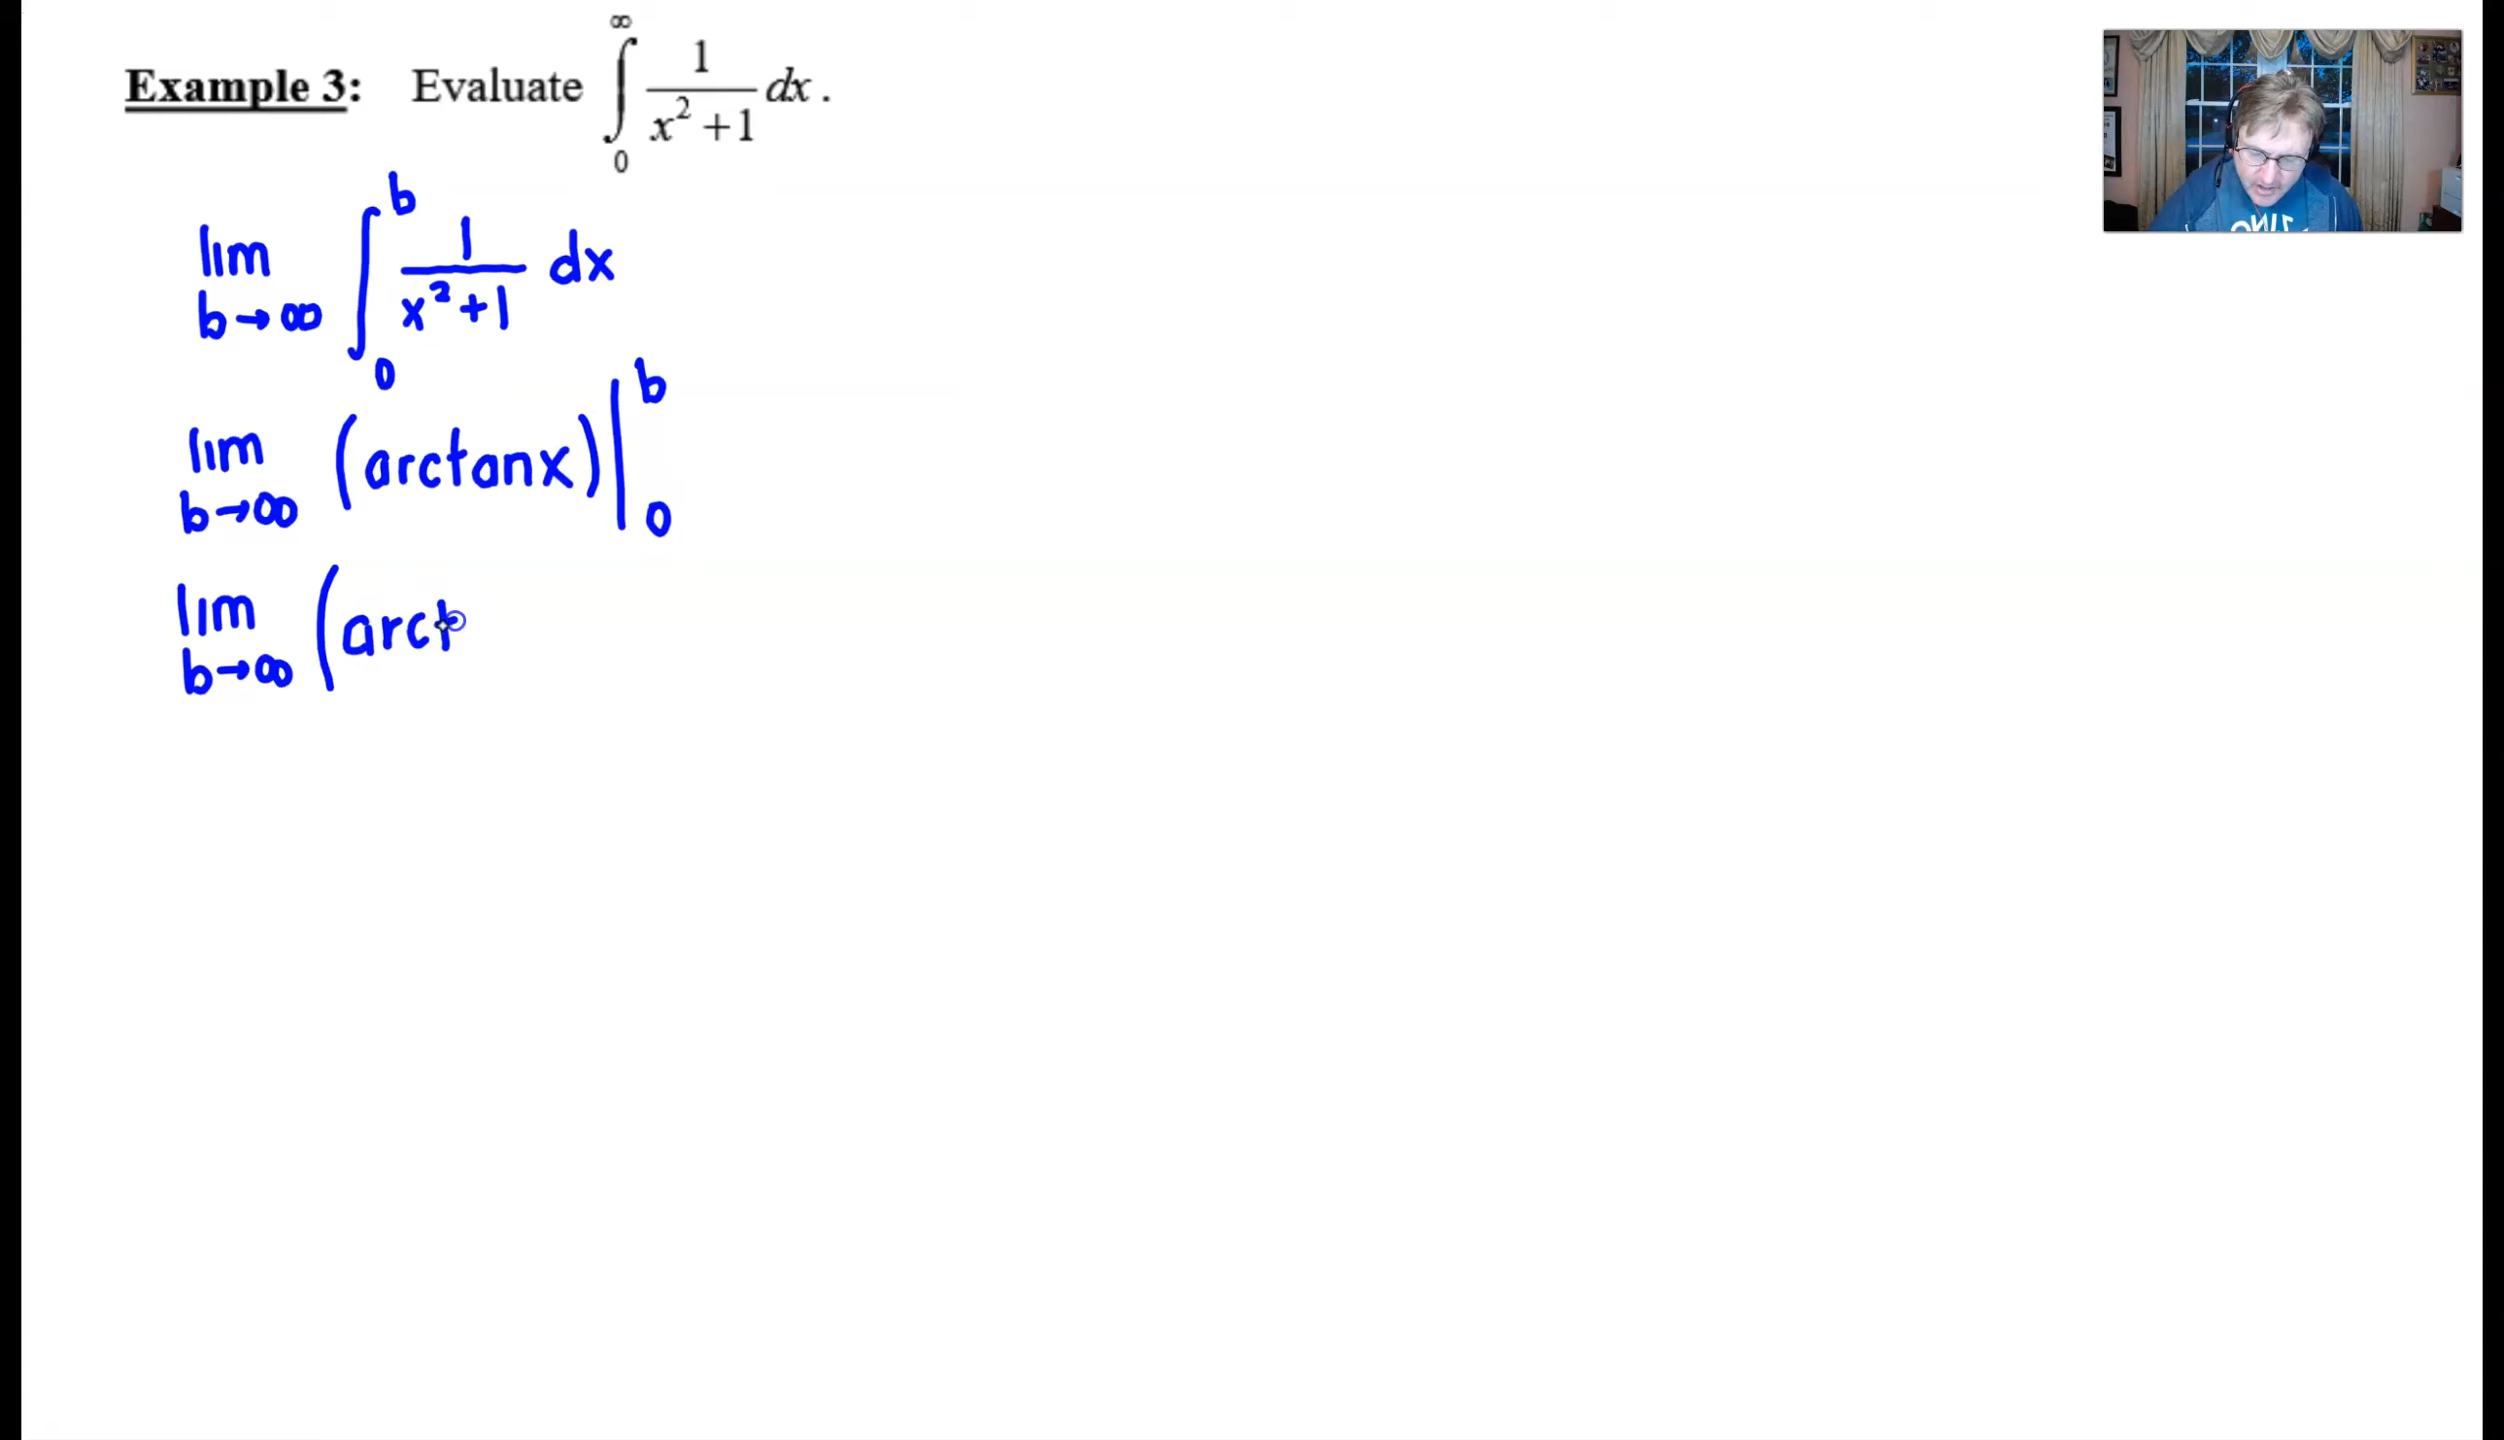 Example 3: Evaluate ∫₀^∞ 1/(x²+1) dx.
lim b→∞ ∫₀^b 1/(x²+1) dx
lim b→∞ (arctanx)|₀^b
lim b→∞ (arct